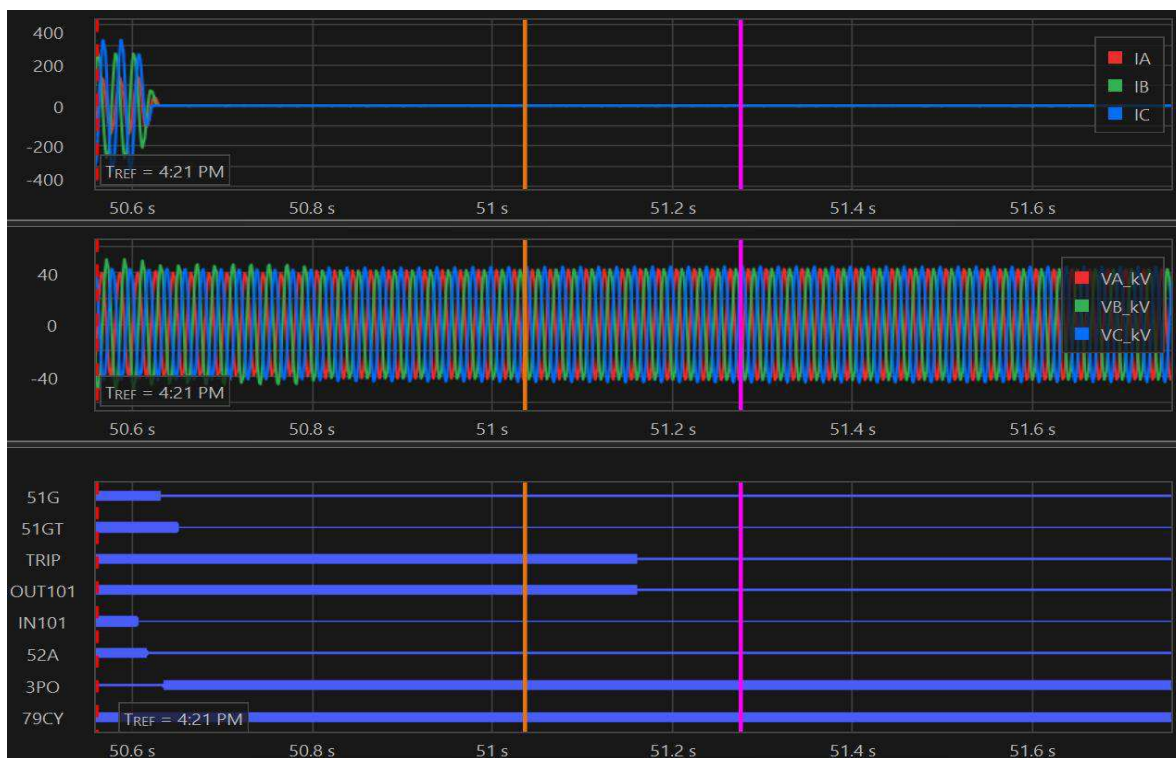 400
200
0
-200
-400
IA
IB
IC
TREF = 4:21 PM
50.6 s 50.8 s 51 s 51.2 s 51.4 s 51.6 s
40
0
-40
VA_kV
VB_kV
VC_kV
TREF = 4:21 PM
50.6 s 50.8 s 51 s 51.2 s 51.4 s 51.6 s
51G
51GT
TRIP
OUT101
IN101
52A
3PO
79CY
TREF = 4:21 PM
50.6 s 50.8 s 51 s 51.2 s 51.4 s 51.6 s